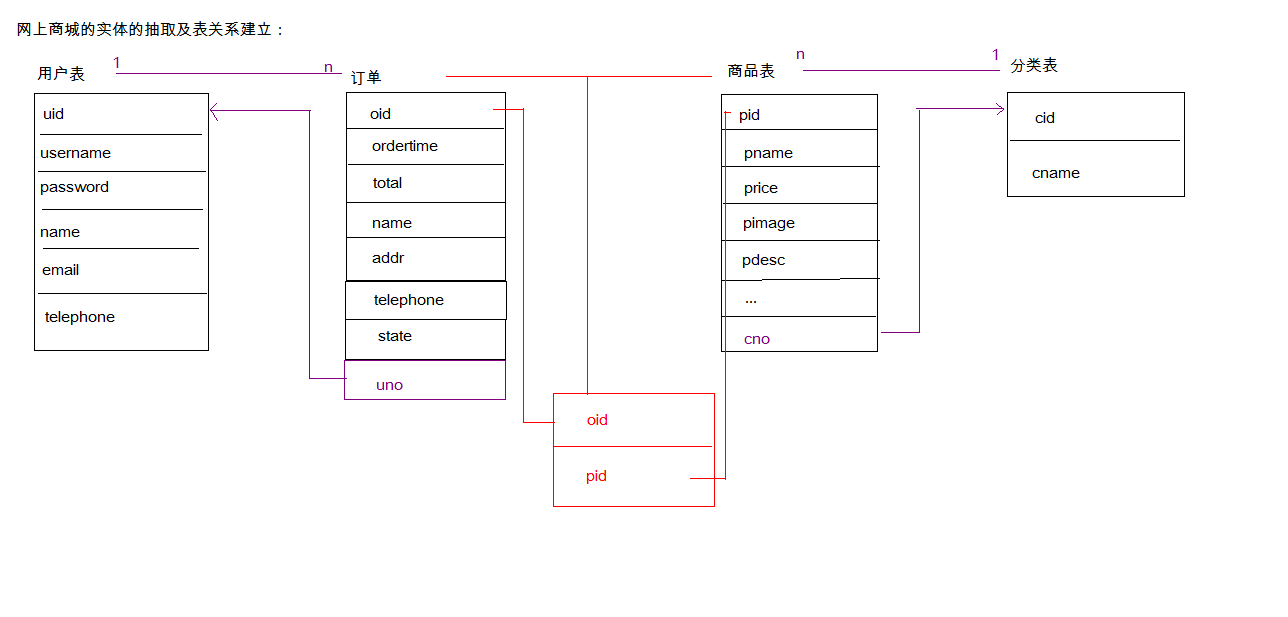 网上商城的实体的抽取及表关系建立：
用户表
1
n
订单
商品表
n
1
分类表
uid
username
password
name
email
telephone
oid
ordertime
total
name
addr
telephone
state
uno
oid
pid
pid
pname
price
pimage
pdesc
...
cno
cid
cname